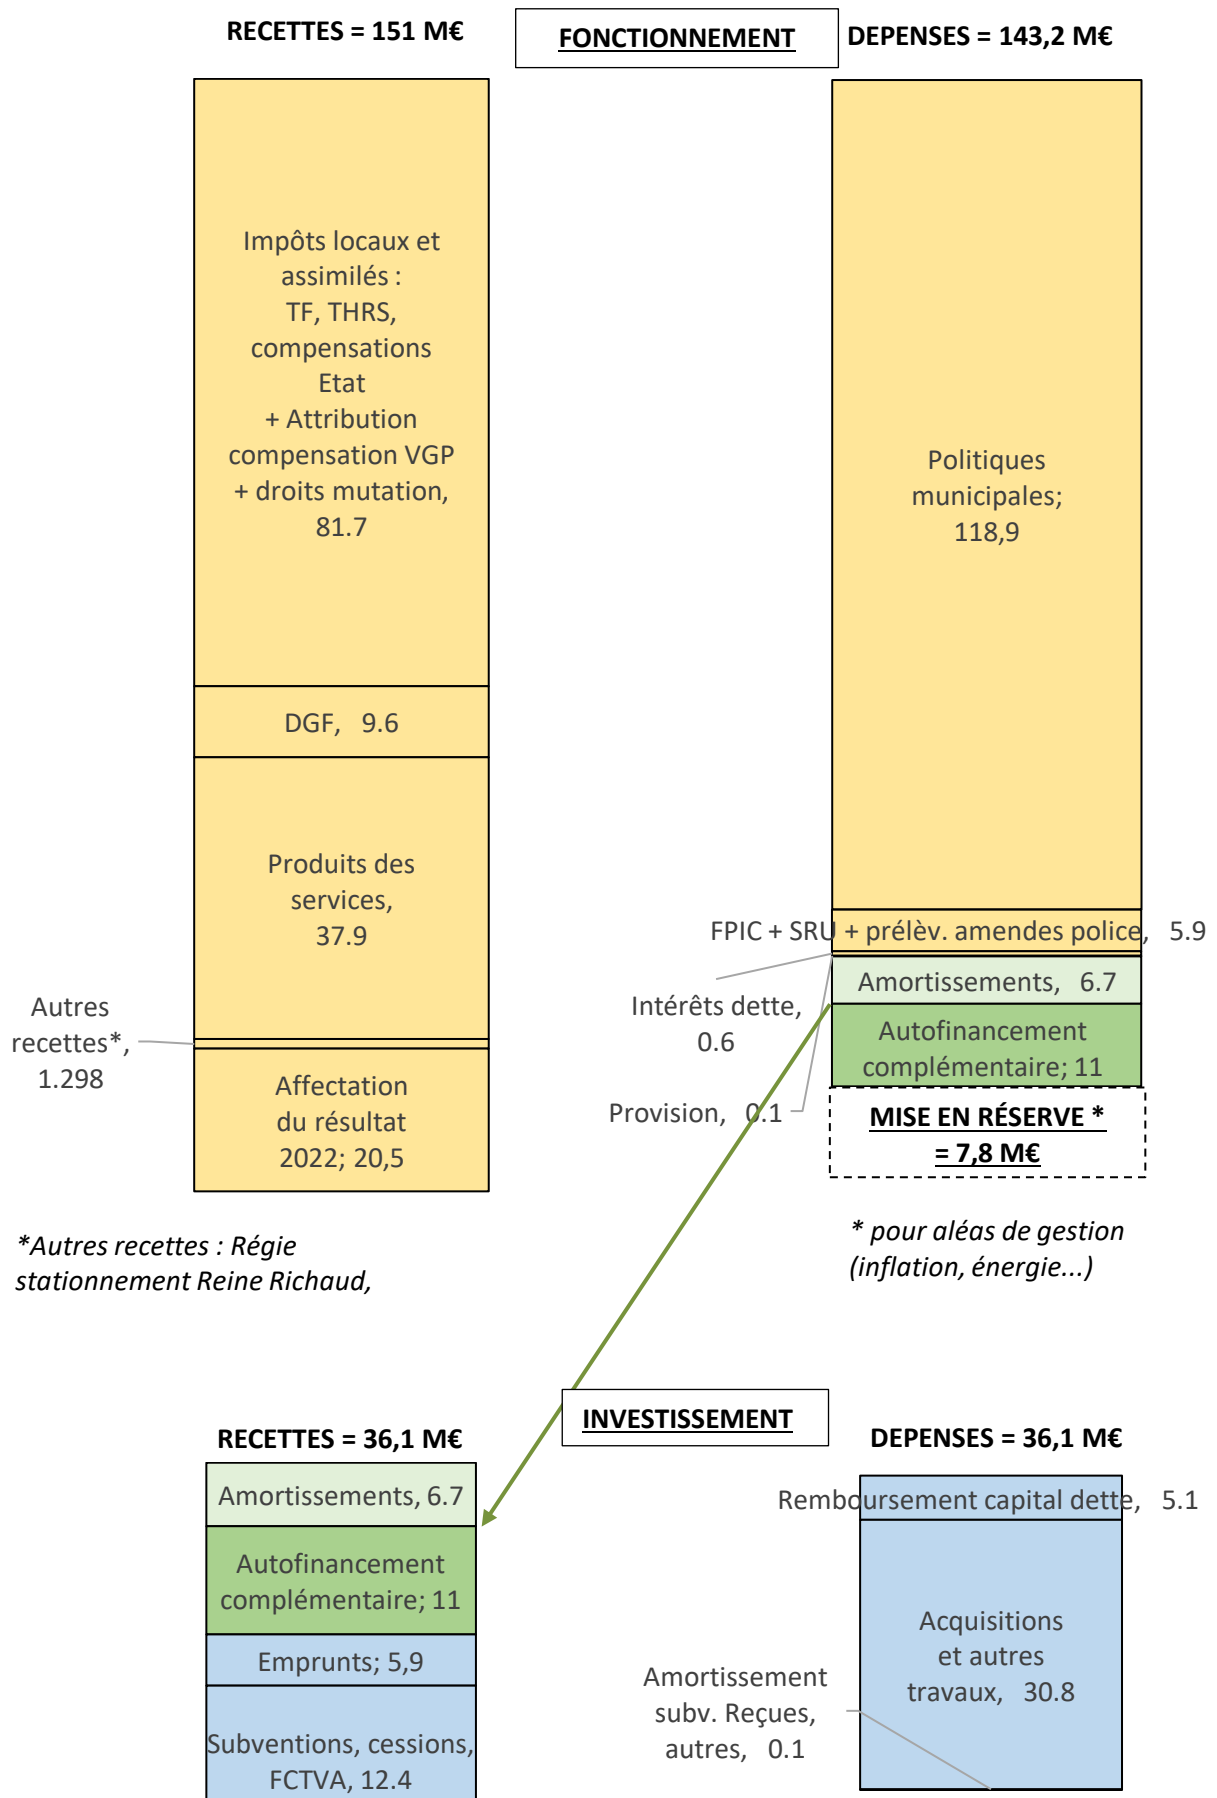 RECETTES = 151 M€
FONCTIONNEMENT
DEPENSES = 143,2 M€
Impôts locaux et
assimilés :
TF, THRS,
compensations
Etat
+ Attribution
compensation VGP
+ droits mutation,
81.7
DGF, 9.6
Produits des
services,
37.9
Autres
recettes*,
1.298
Affectation
du résultat
2022; 20,5
*Autres recettes : Régie
stationnement Reine Richaud,
Politiques
municipales;
118,9
FPIC + SRU + prélèv. amendes police, 5.9
Intérêts dette,
0.6
Provision, 0.1
Amortissements, 6.7
Autofinancement
complémentaire; 11
MISE EN RÉSERVE *
= 7,8 M€
* pour aléas de gestion
(inflation, énergie...)
INVESTISSEMENT
RECETTES = 36,1 M€
DEPENSES = 36,1 M€
Amortissements, 6.7
Autofinancement
complémentaire; 11
Emprunts; 5,9
Subventions, cessions,
FCTVA, 12.4
Remboursement capital dette, 5.1
Acquisitions
et autres
travaux, 30.8
Amortissement
subv. Reçues,
autres, 0.1